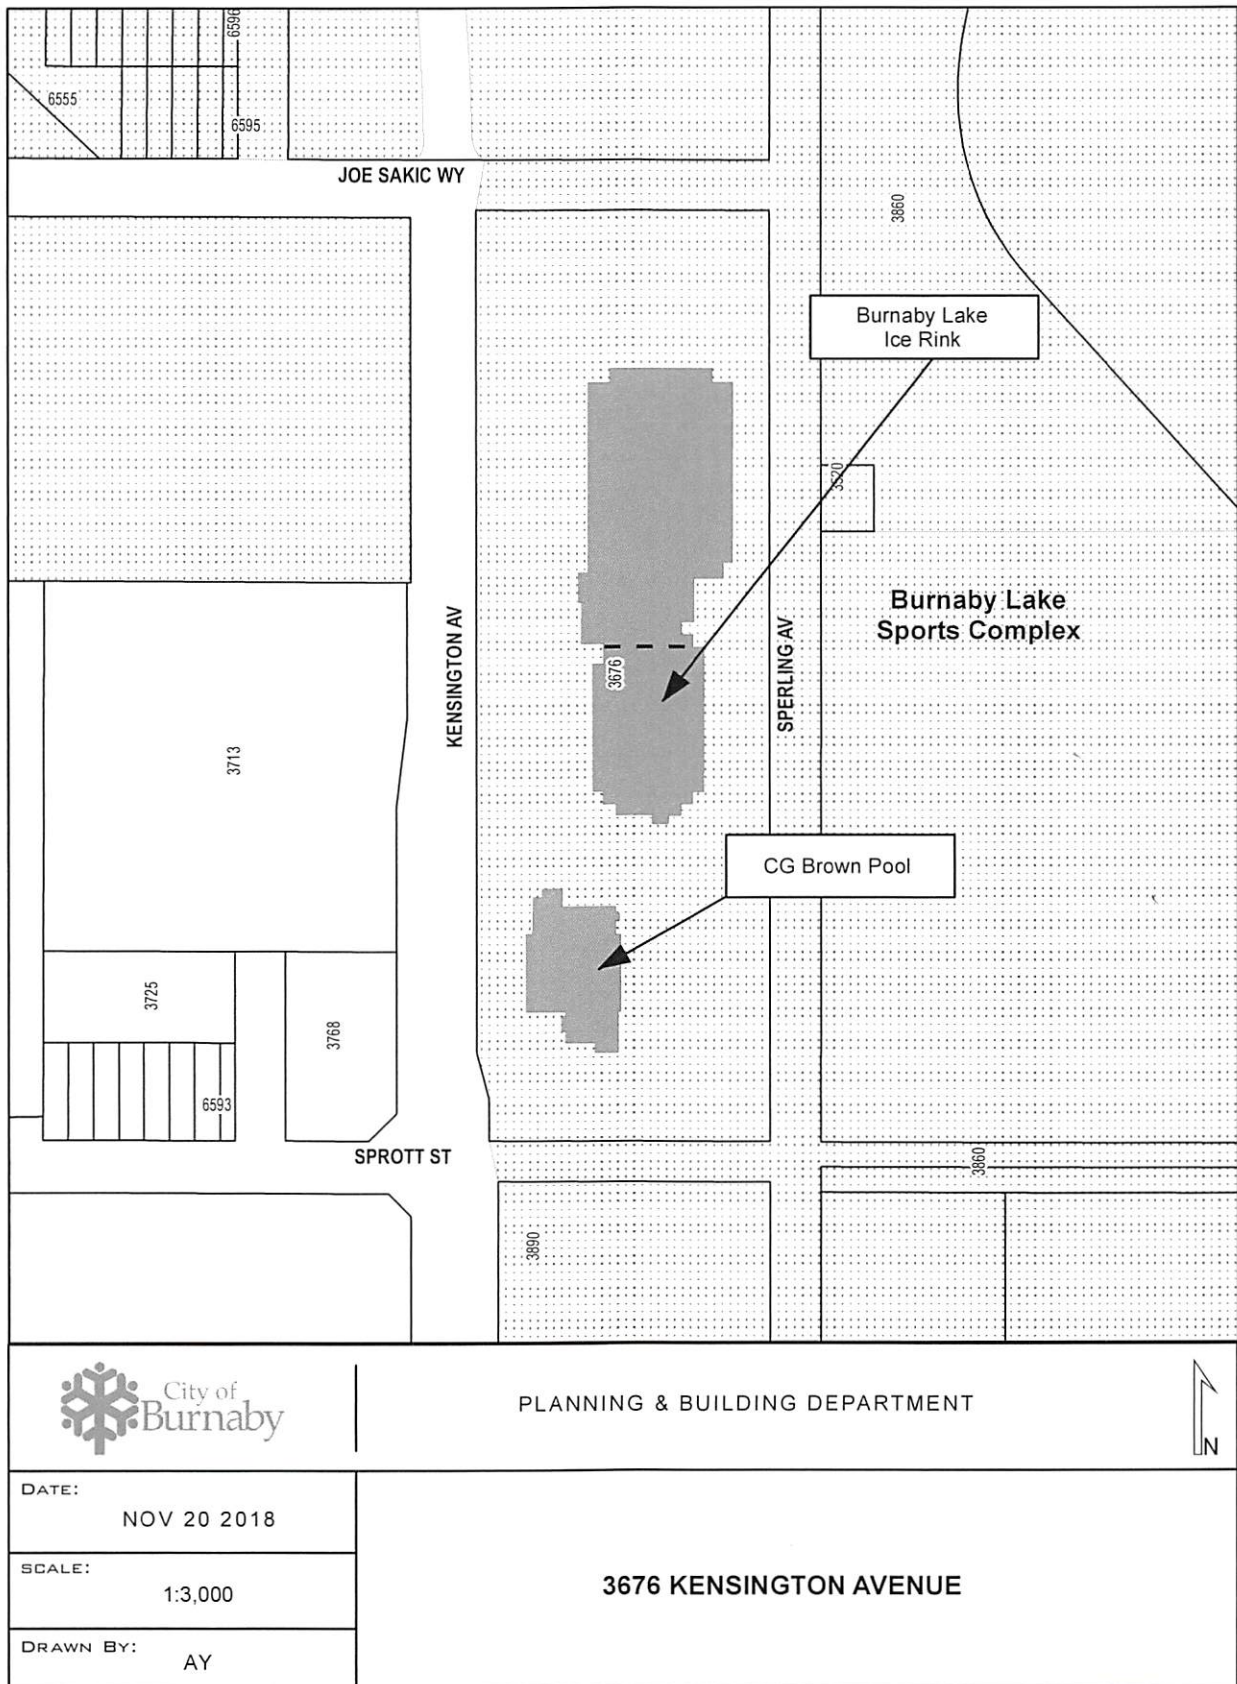 6596
6555
6595
JOE SAKIC WY
3860
Burnaby Lake
Ice Rink
3520
Burnaby Lake
Sports Complex
KENSINGTON AV
SPERLING AV
3676
3713
CG Brown Pool
3725
3768
6593
SPROTT ST
3860
3890
City of
Burnaby
PLANNING & BUILDING DEPARTMENT
N
DATE:
NOV 20 2018
SCALE:
1:3,000
3676 KENSINGTON AVENUE
DRAWN BY:
AY